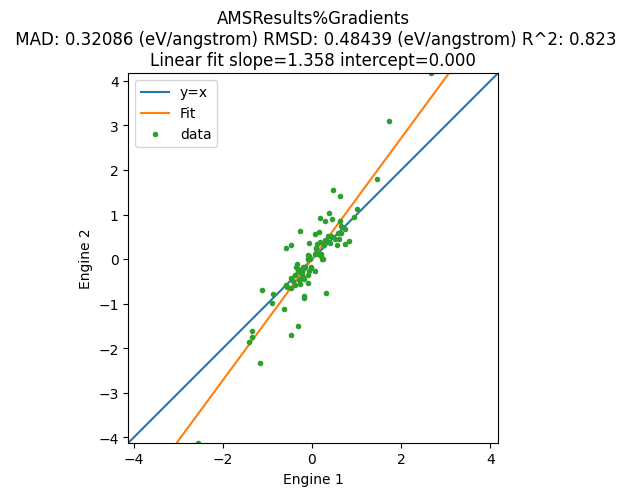 AMSResults%Gradients
MAD: 0.32086 (eV/angstrom) RMSD: 0.48439 (eV/angstrom) R^2: 0.823
Linear fit slope=1.358 intercept=0.000
y=x
Fit
data
4
3
2
1
0
−1
−2
−3
−4
Engine 2
−4 −2 0 2 4
Engine 1